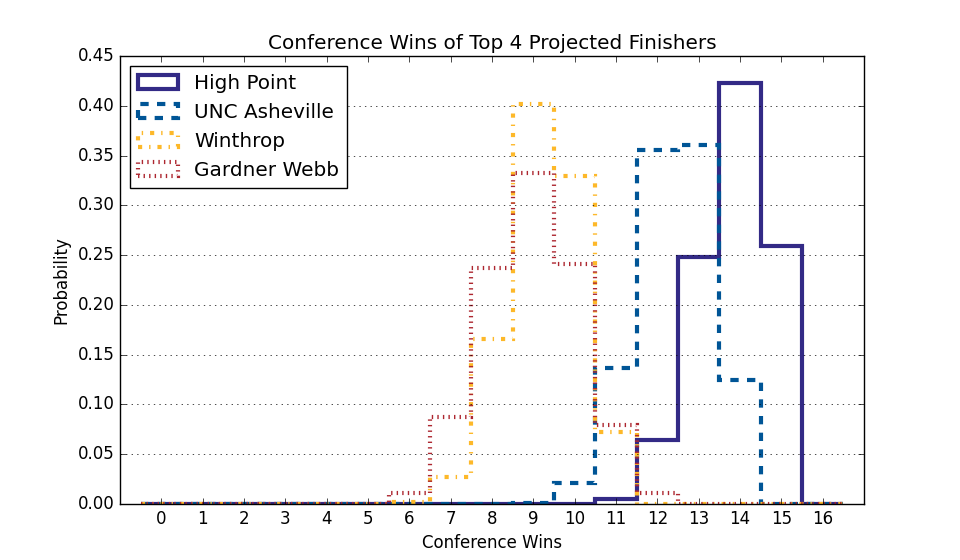 Conference Wins of Top 4 Projected Finishers
High Point
UNC Asheville
Winthrop
Gardner Webb
Probability
0.45
0.40
0.35
0.30
0.25
0.20
0.15
0.10
0.05
0.00
0 1 2 3 4 5 6 7 8 9 10 11 12 13 14 15 16
Conference Wins